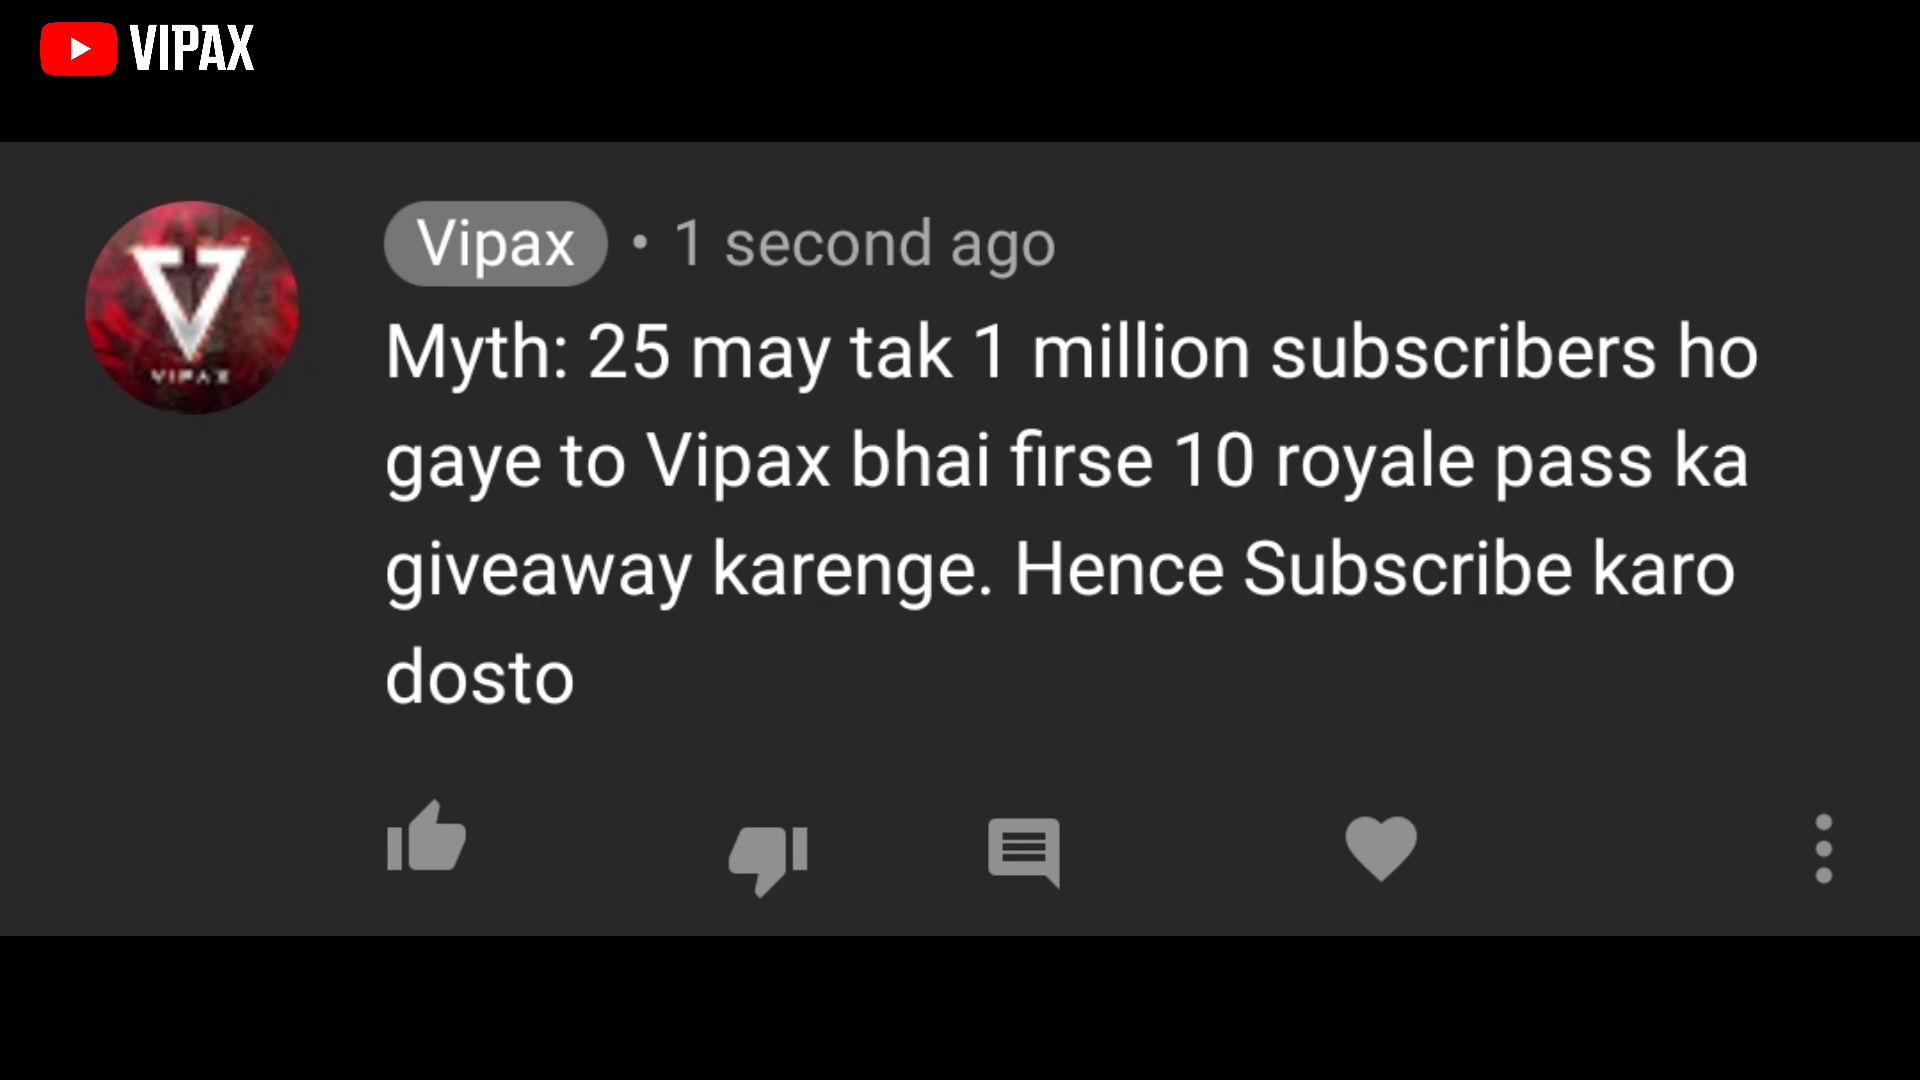 VIPAX
Vipax • 1 second ago
Myth: 25 may tak 1 million subscribers ho
gaye to Vipax bhai firse 10 royale pass ka
giveaway karenge. Hence Subscribe karo
dosto
VIPAX